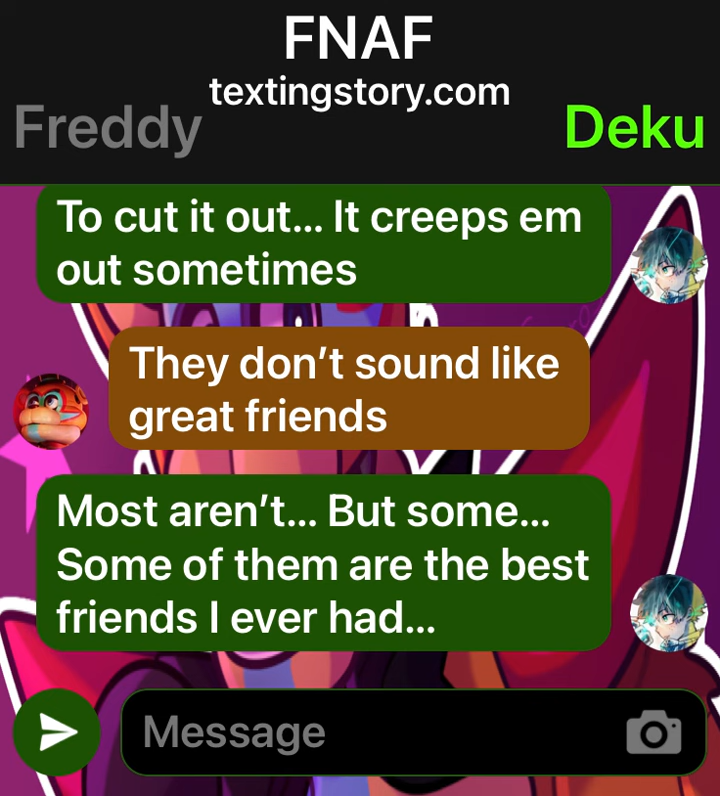 FNAF
textingstory.com
Freddy
Deku
To cut it out... It creeps em
out sometimes
They don’t sound like
great friends
Most aren’t... But some...
Some of them are the best
friends I ever had...
Message